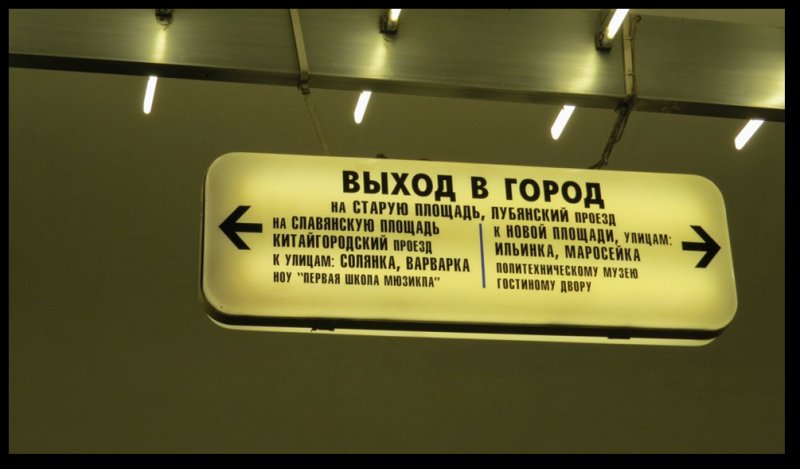 ВЫХОД В ГОРОД
НА СТАРУЮ ПЛОЩАДЬ, ЛУБЯНСКИЙ ПРОЕЗД
НА СЛАВЯНСКУЮ ПЛОЩАДЬ
КИТАЙГОРОДСКИЙ ПРОЕЗД
К УЛИЦАМ: СОЛЯНКА, ВАРВАРКА
НОУ "ПЕРВАЯ ШКОЛА МЮЗИКЛА"
К НОВОЙ ПЛОЩАДИ, УЛИЦАМ:
ИЛЬИНКА, МАРОСЕЙКА
ПОЛИТЕХНИЧЕСКОМУ МУЗЕЮ
ГОСТИНОМУ ДВОРУ